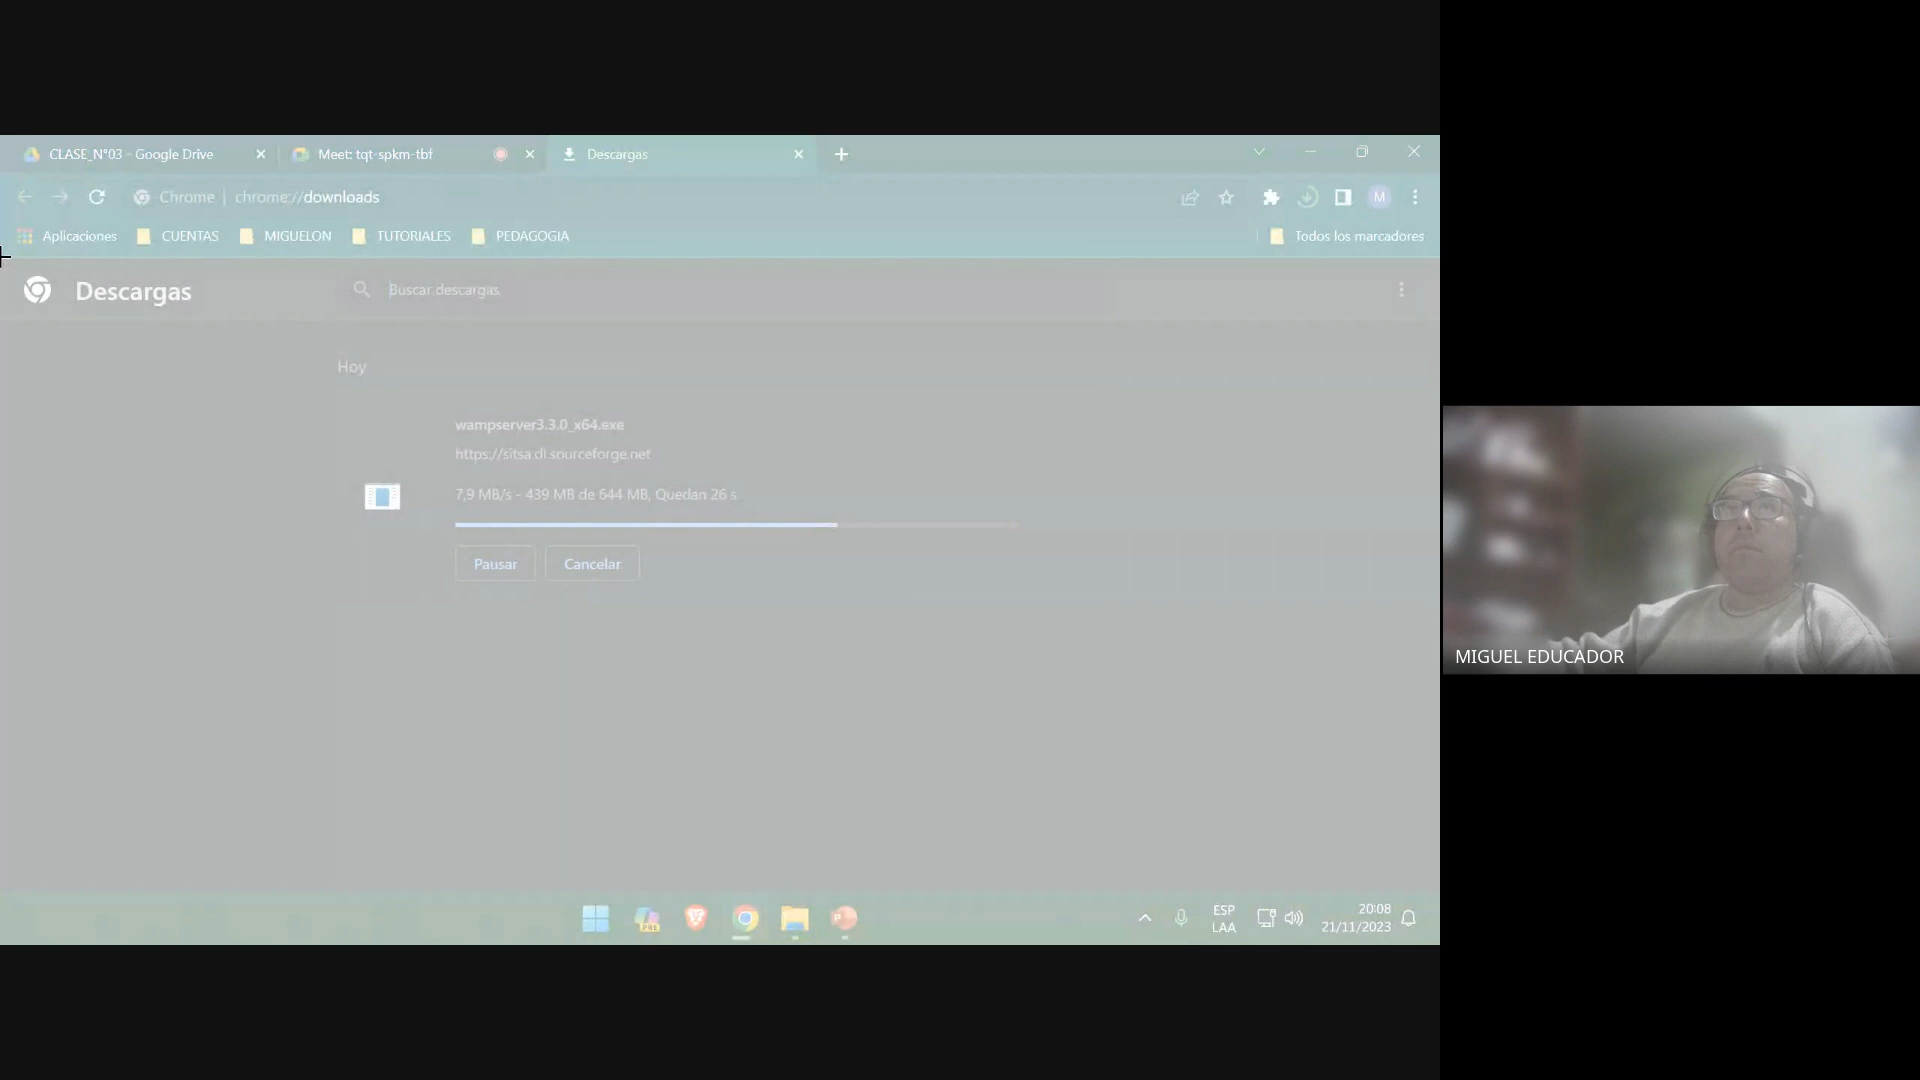 CLASE_N°03 - Google Drive
Meet: tqt-spkm-tbf
Descargas
Chrome
chrome://downloads
M
Aplicaciones
CUENTAS
MIGUELON
TUTORIALES
PEDAGOGIA
Todos los marcadores
Descargas
Buscar descargas
Hoy
wampserver3.3.0_x64.exe
https://sitsa.dl.sourceforge.net
7,9 MB/s - 439 MB de 644 MB, Quedan 26 s
Pausar
Cancelar
MIGUEL EDUCADOR
PRE
P
ESP
LAA
20:08
21/11/2023